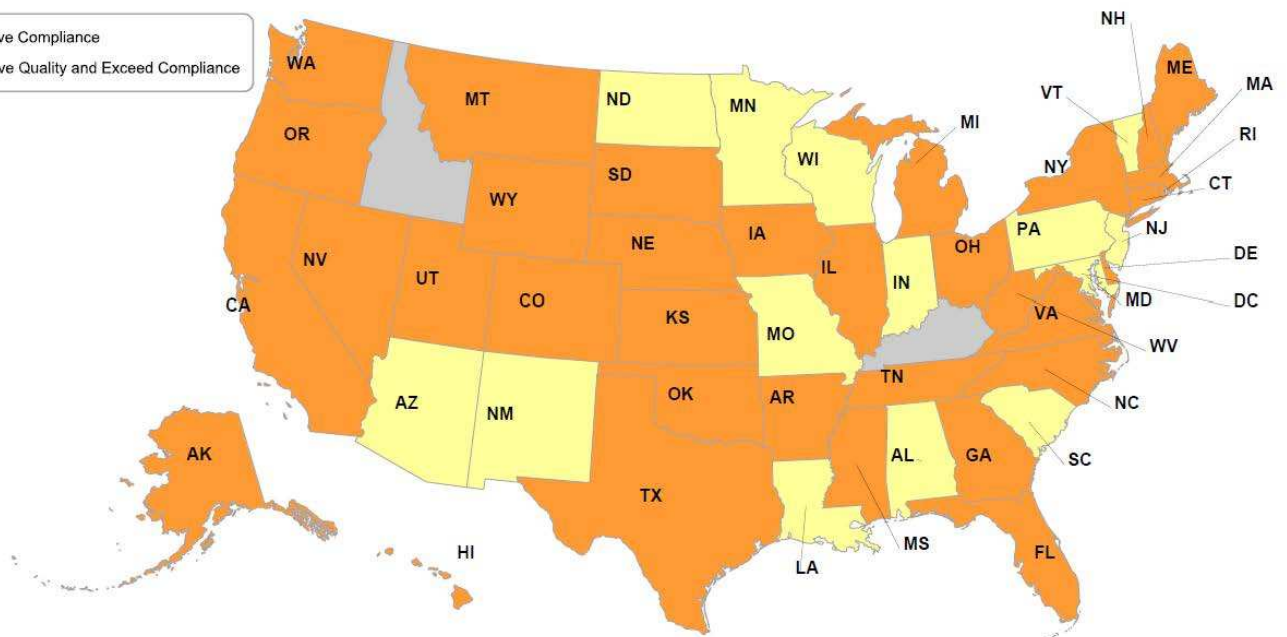 ve Compliance
ve Quality and Exceed Compliance
NH
WA
ME
MT
ND
MN
VT
MA
OR
MI
RI
WI
NY
SD
CT
WY
PA
NJ
IA
NE
OH
NV
IL
DE
UT
IN
CO
MD
DC
CA
KS
VA
MO
WV
TN
OK
AR
AZ
NC
NM
AK
AL
GA
SC
TX
HI
MS
FL
LA